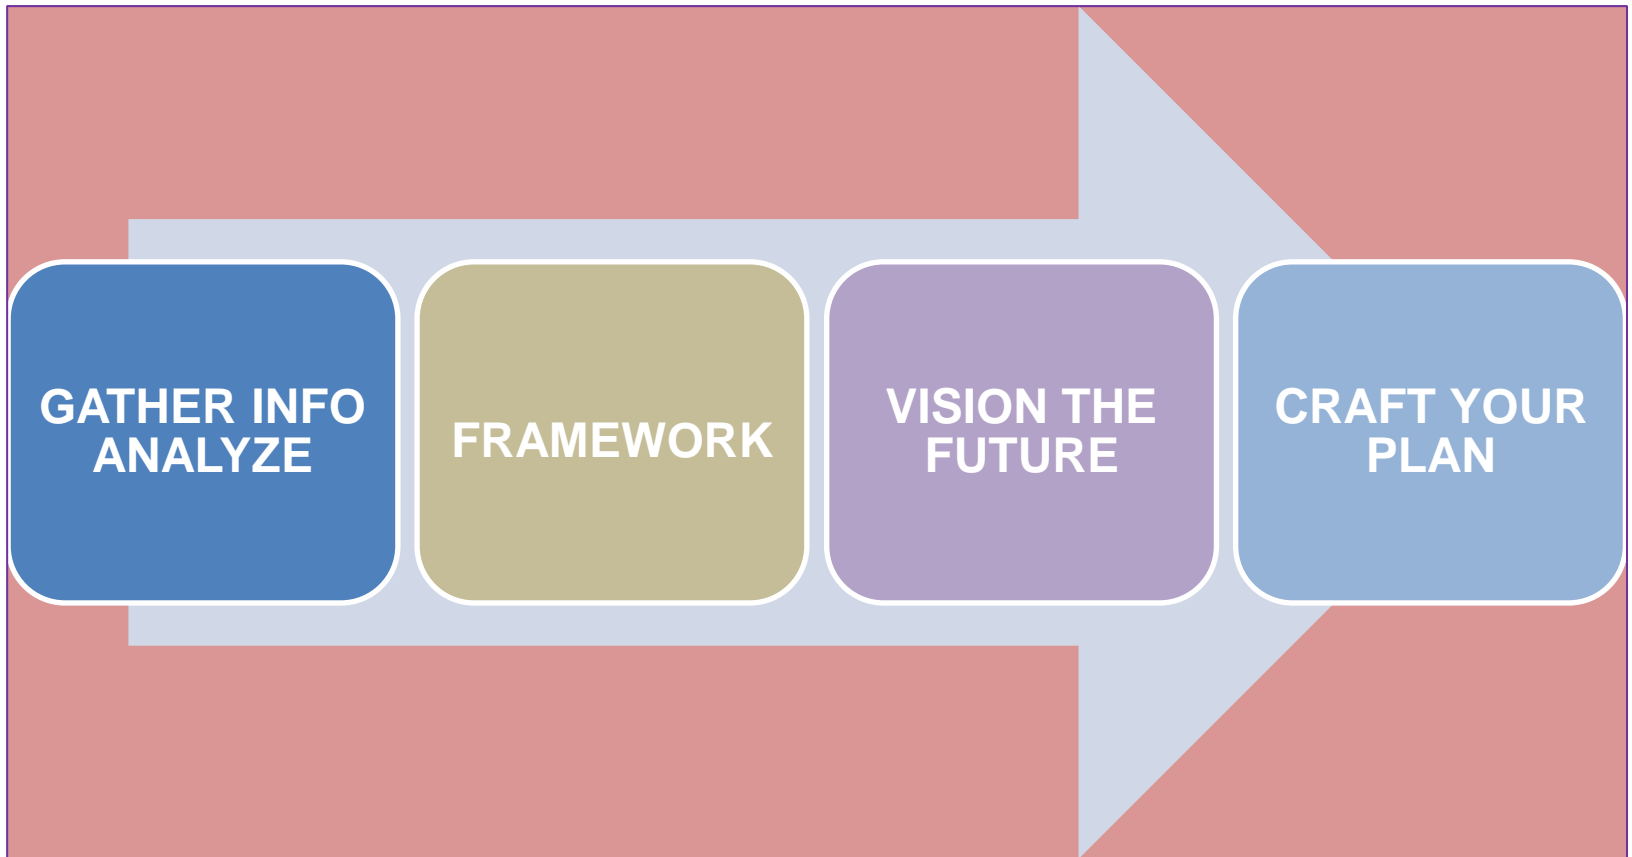 GATHER INFO
ANALYZE
FRAMEWORK
VISION THE
FUTURE
CRAFT YOUR
PLAN